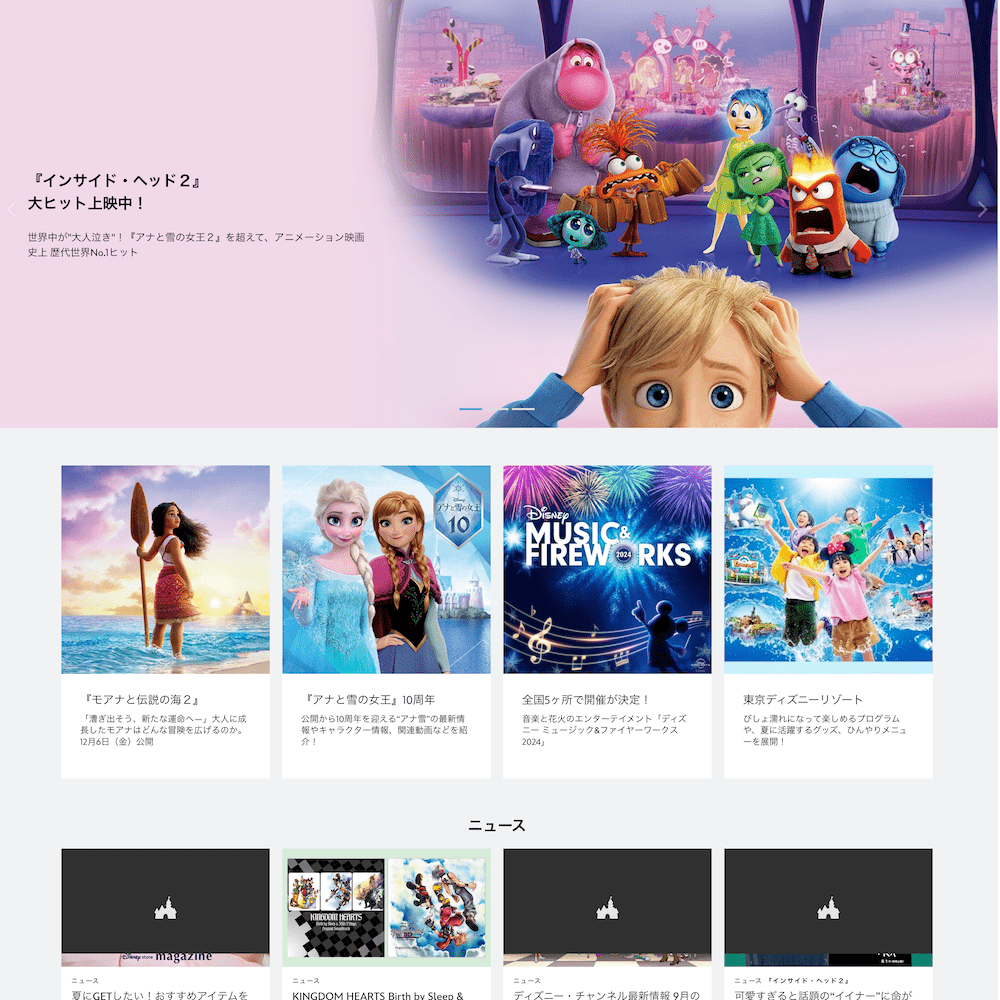 『インサイド・ヘッド２』
大ヒット上映中！
世界中が"大人泣き"！『アナと雪の女王２』を超えて、アニメーション映画
史上 歴代世界No.1ヒット
Disney
アナと雪の女王
10
DISNEY
MUSIC &
FIREWORKS
2024
『モアナと伝説の海２』
「漕ぎ出そう、新たな運命へー」大人に成
長したモアナはどんな冒険を広げるのか。
12月6日（金）公開
『アナと雪の女王』10周年
公開から10周年を迎える“アナ雪”の最新情
報やキャラクター情報、関連動画などを紹
介！
全国5ヶ所で開催が決定！
音楽と花火のエンターテイメント「ディズ
ニー ミュージック&ファイヤーワークス
2024」
東京ディズニーリゾート
びしょ濡れになって楽しめるプログラム
や、夏に活躍するグッズ、ひんやりメニュ
ーを展開！
ニュース
Disney store magazine
KINGDOM HEARTS
Birth by Sleep & 358/2 Days
Original Soundtrack
ニュース
夏にGETしたい！おすすめアイテムを
ニュース
KINGDOM HEARTS Birth by Sleep &
ニュース
ディズニー・チャンネル最新情報 9月の
ニュース 『インサイド・ヘッド２』
可愛すぎると話題の“イイナー”に命が